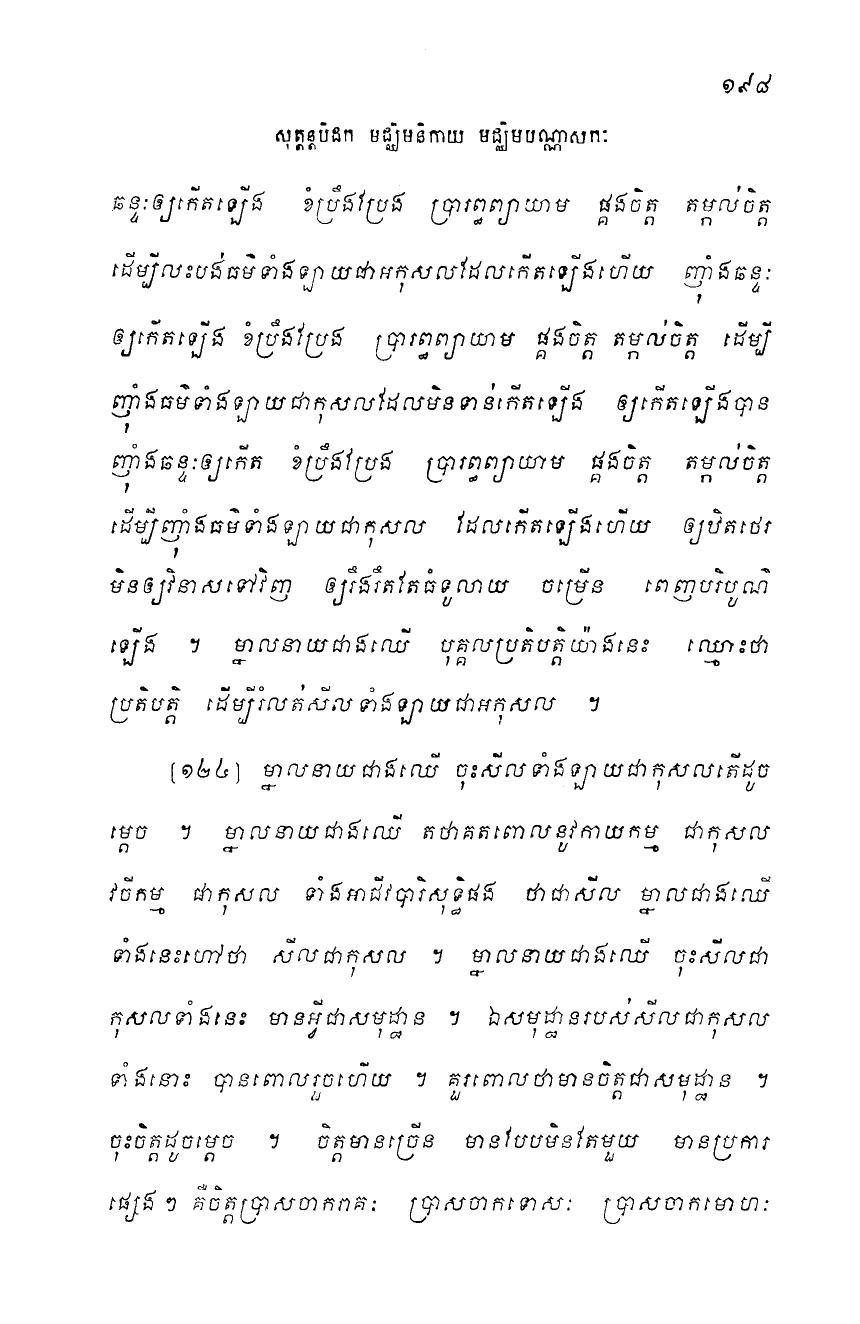 ១៩៨
សុត្តន្តបិដក មជ្ឈិមនិកាយ មជ្ឈិមបណ្ណាសកៈ
ឆន្ទៈឲ្យកើតឡើង ខំប្រឹងប្រែង ប្រារព្ធព្យាយាម ផ្គងចិត្ត តម្កល់ចិត្ត
ដើម្បីលះបង់ធម៌ទាំងឡាយជាអកុសលដែលកើតឡើងហើយ ញ៉ាំងឆន្ទៈ
ឲ្យកើតឡើង ខំប្រឹងប្រែង ប្រារព្ធព្យាយាម ផ្គងចិត្ត តម្កល់ចិត្ត ដើម្បី
ញ៉ាំងធម៌ទាំងឡាយជាកុសលដែលមិនទាន់កើតឡើង ឲ្យកើតឡើងបាន
ញ៉ាំងឆន្ទៈឲ្យកើត ខំប្រឹងប្រែង ប្រារព្ធព្យាយាម ផ្គងចិត្ត តម្កល់ចិត្ត
ដើម្បីញ៉ាំងធម៌ទាំងឡាយជាកុសល ដែលកើតឡើងហើយ ឲ្យឋិតថេរ
មិនឲ្យវិនាសទៅវិញ ឲ្យរឹងរឹតតែធំទូលាយ ចម្រើន ពេញបរិបូណ៌
ឡើង ។ ម្នាលនាយជាងឈើ បុគ្គលប្រតិបត្តិយ៉ាងនេះ ឈ្មោះថា
ប្រតិបត្តិ ដើម្បីរំលត់សីលទាំងឡាយជាអកុសល ។
[១២៤] ម្នាលនាយជាងឈើ ចុះសីលទាំងឡាយជាកុសលតើដូច
ម្តេច ។ ម្នាលនាយជាងឈើ តថាគតពោលនូវកាយកម្ម ជាកុសល
វចីកម្ម ជាកុសល ទាំងអាជីវបារិសុទ្ធិផង ថាជាសីល ម្នាលជាងឈើ
ទាំងនេះហៅថា សីលជាកុសល ។ ម្នាលនាយជាងឈើ ចុះសីលជា
កុសលទាំងនេះ មានអ្វីជាសមុដ្ឋាន ។ ឯសមុដ្ឋានរបស់សីលជាកុសល
ទាំងនោះ បានពោលរួចហើយ ។ គួរពោលថាមានចិត្តជាសមុដ្ឋាន ។
ចុះចិត្តដូចម្តេច ។ ចិត្តមានច្រើន មានបែបមិនតែមួយ មានប្រការ
ផ្សេងៗ គឺចិត្តប្រាសចាករាគៈ ប្រាសចាកទោសៈ ប្រាសចាកមោហៈ